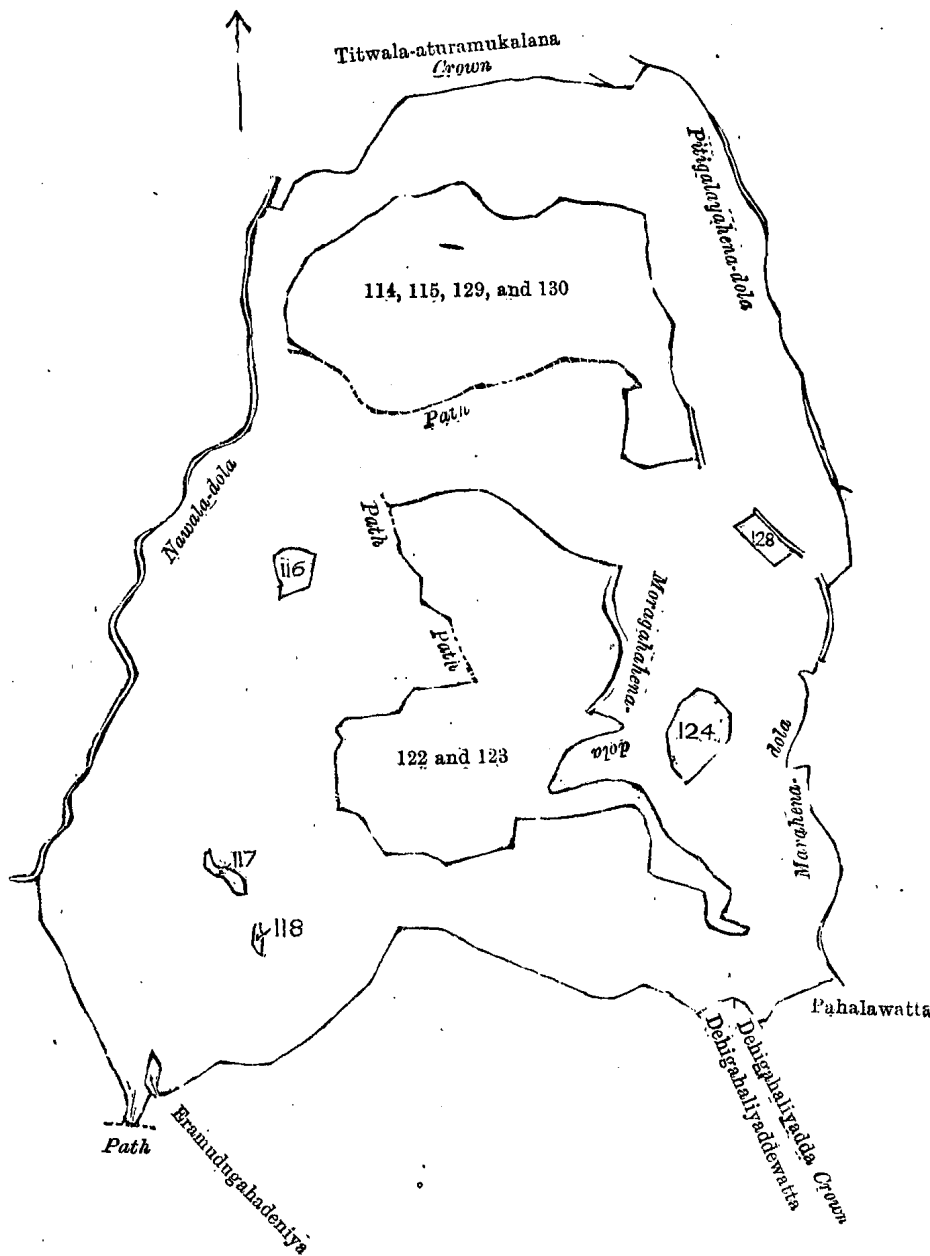 Titwala-aturamukalana
Crown
Pitigalayahena-dola
114, 115, 129, and 130
Path
Nawala-dola
Path
128
116
Moragahahena-
dola
Path
124
dola
122 and 123
Marahena-
117
118
Pahalawatta
Dehigahaliyadda Crown
Dehigahaliyaddewatta
Eramudugahadeniya
Path